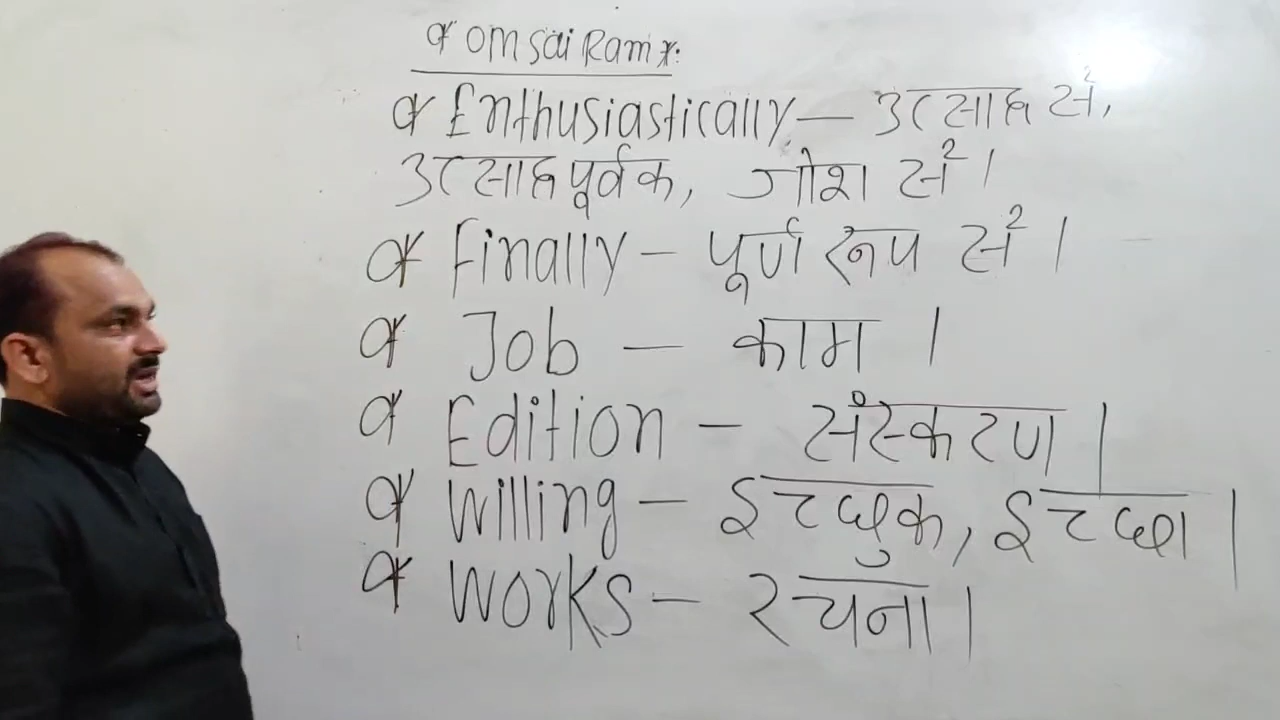 * Om Sai Ram *:
* Enthusiastically — उत्साह से,
उत्साहपूर्वक, जोश से।
* Finally — पूर्ण रूप से।
* Job — काम।
* Edition — संस्करण।
* Willing — इच्छुक, इच्छा।
* Works — रचना।